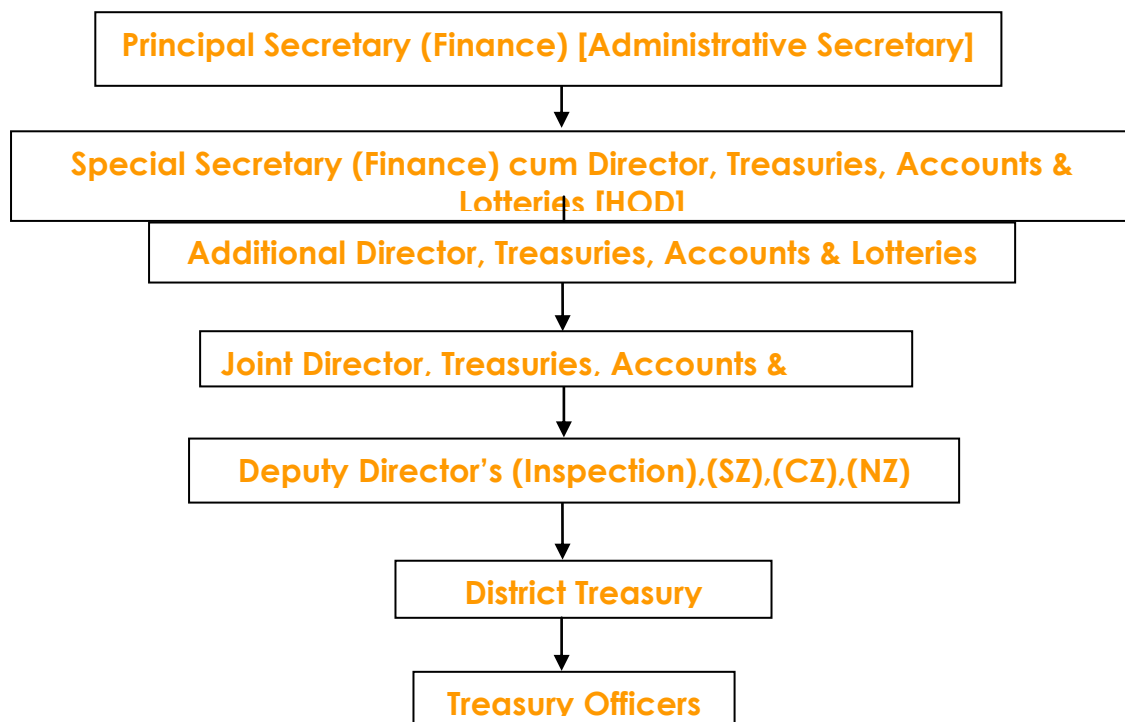 Principal Secretary (Finance) [Administrative Secretary]
Special Secretary (Finance) cum Director, Treasuries, Accounts &
Lotteries [HOD]
Additional Director, Treasuries, Accounts & Lotteries
Joint Director, Treasuries, Accounts &
Deputy Director’s (Inspection),(SZ),(CZ),(NZ)
District Treasury
Treasury Officers